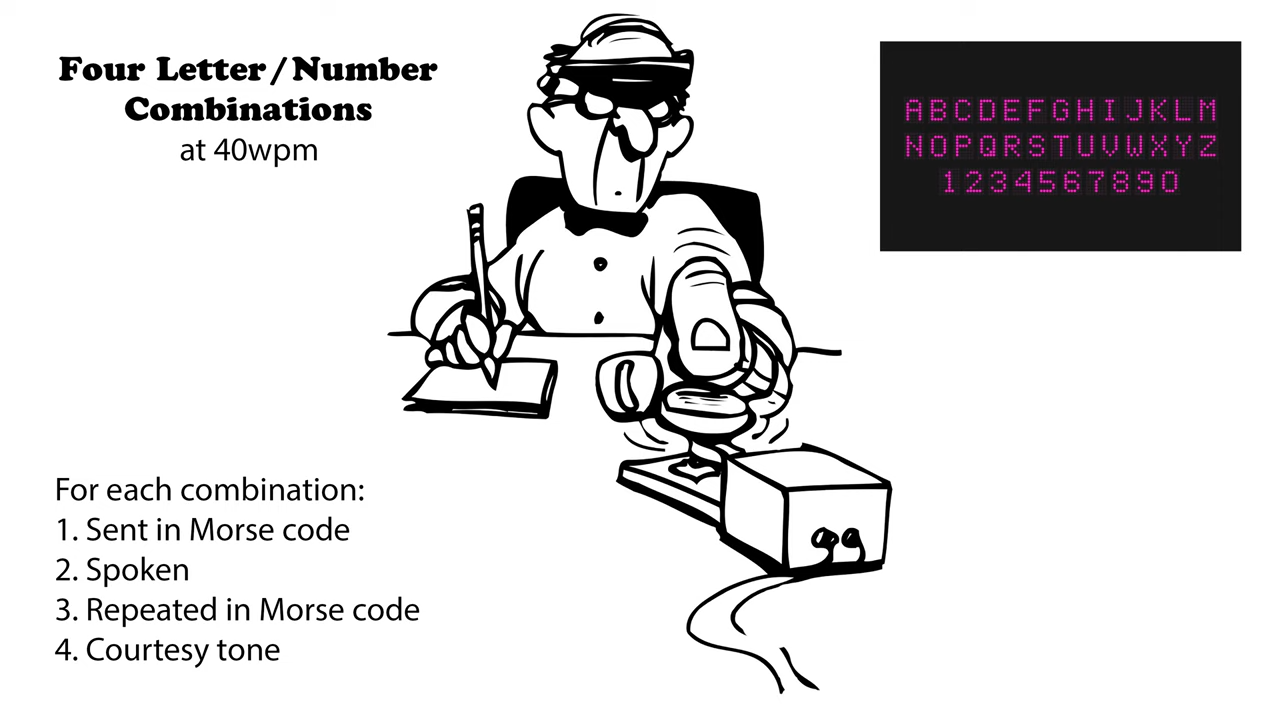 Four Letter/Number
Combinations
at 40wpm
ABCDEFGHIJKLM
NOPQRSTUVWXYZ
1234567890
For each combination:
1. Sent in Morse code
2. Spoken
3. Repeated in Morse code
4. Courtesy tone